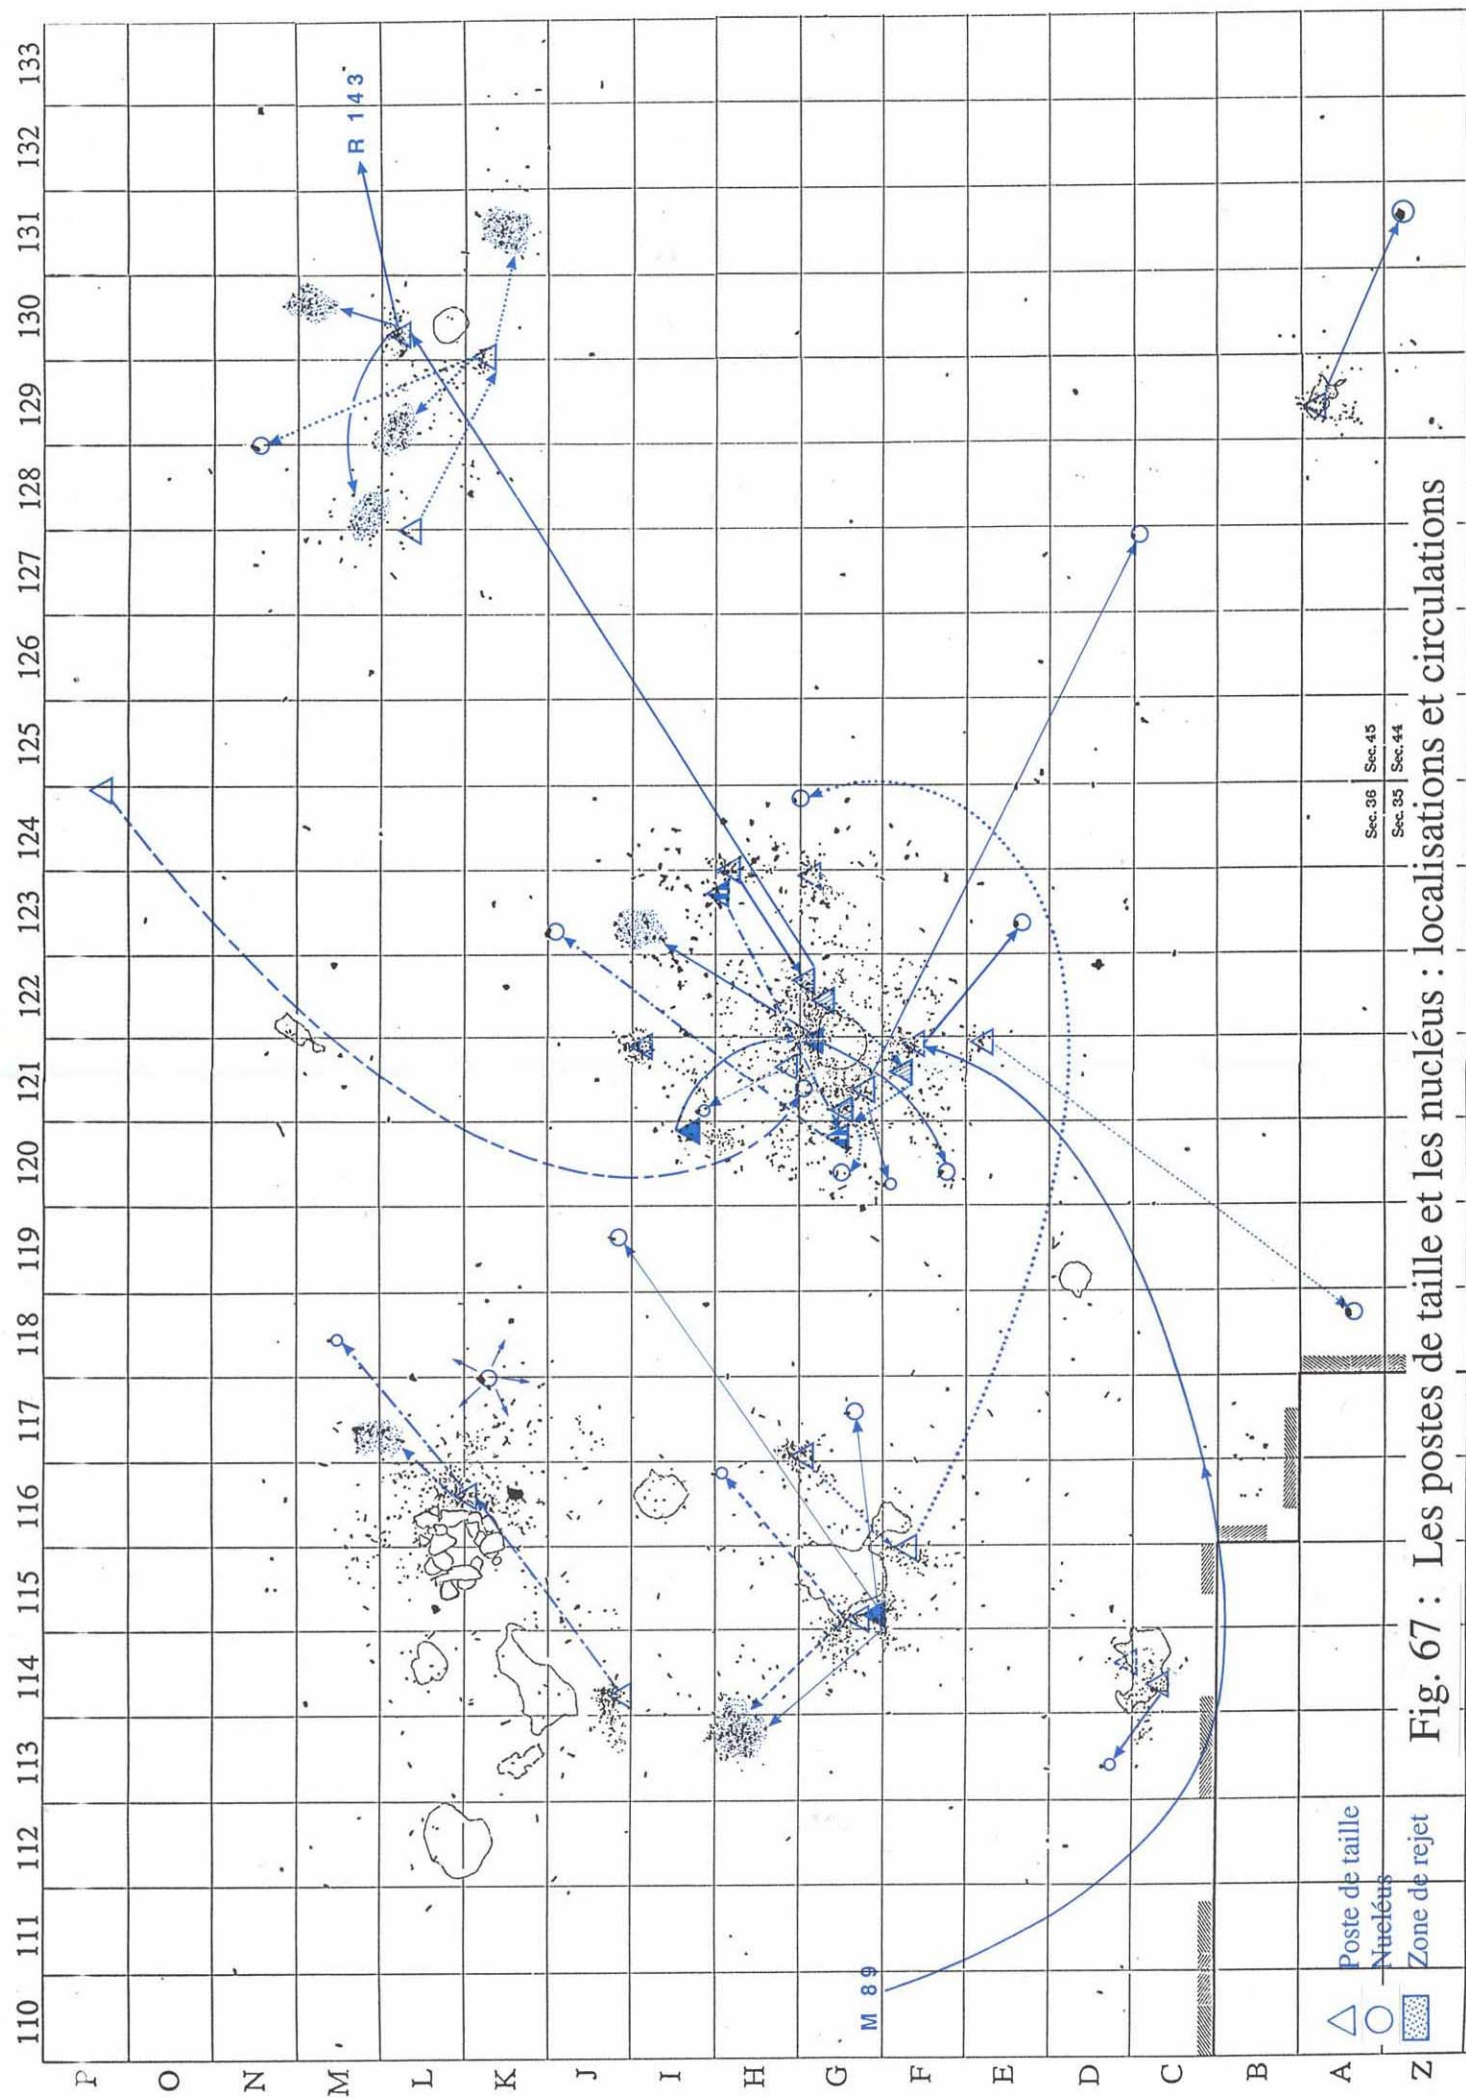 110 111 112 113 114 115 116 117 118 119 120 121 122 123 124 125 126 127 128 129 130 131 132 133
P
O
N
M
L
K
J
I
H
G
F
E
D
C
B
A
Z
R 143
M 89
Sec. 36 Sec. 45
Sec. 35 Sec. 44
Poste de taille
Nucléus
Zone de rejet
Fig. 67 : Les postes de taille et les nucléus : localisations et circulations